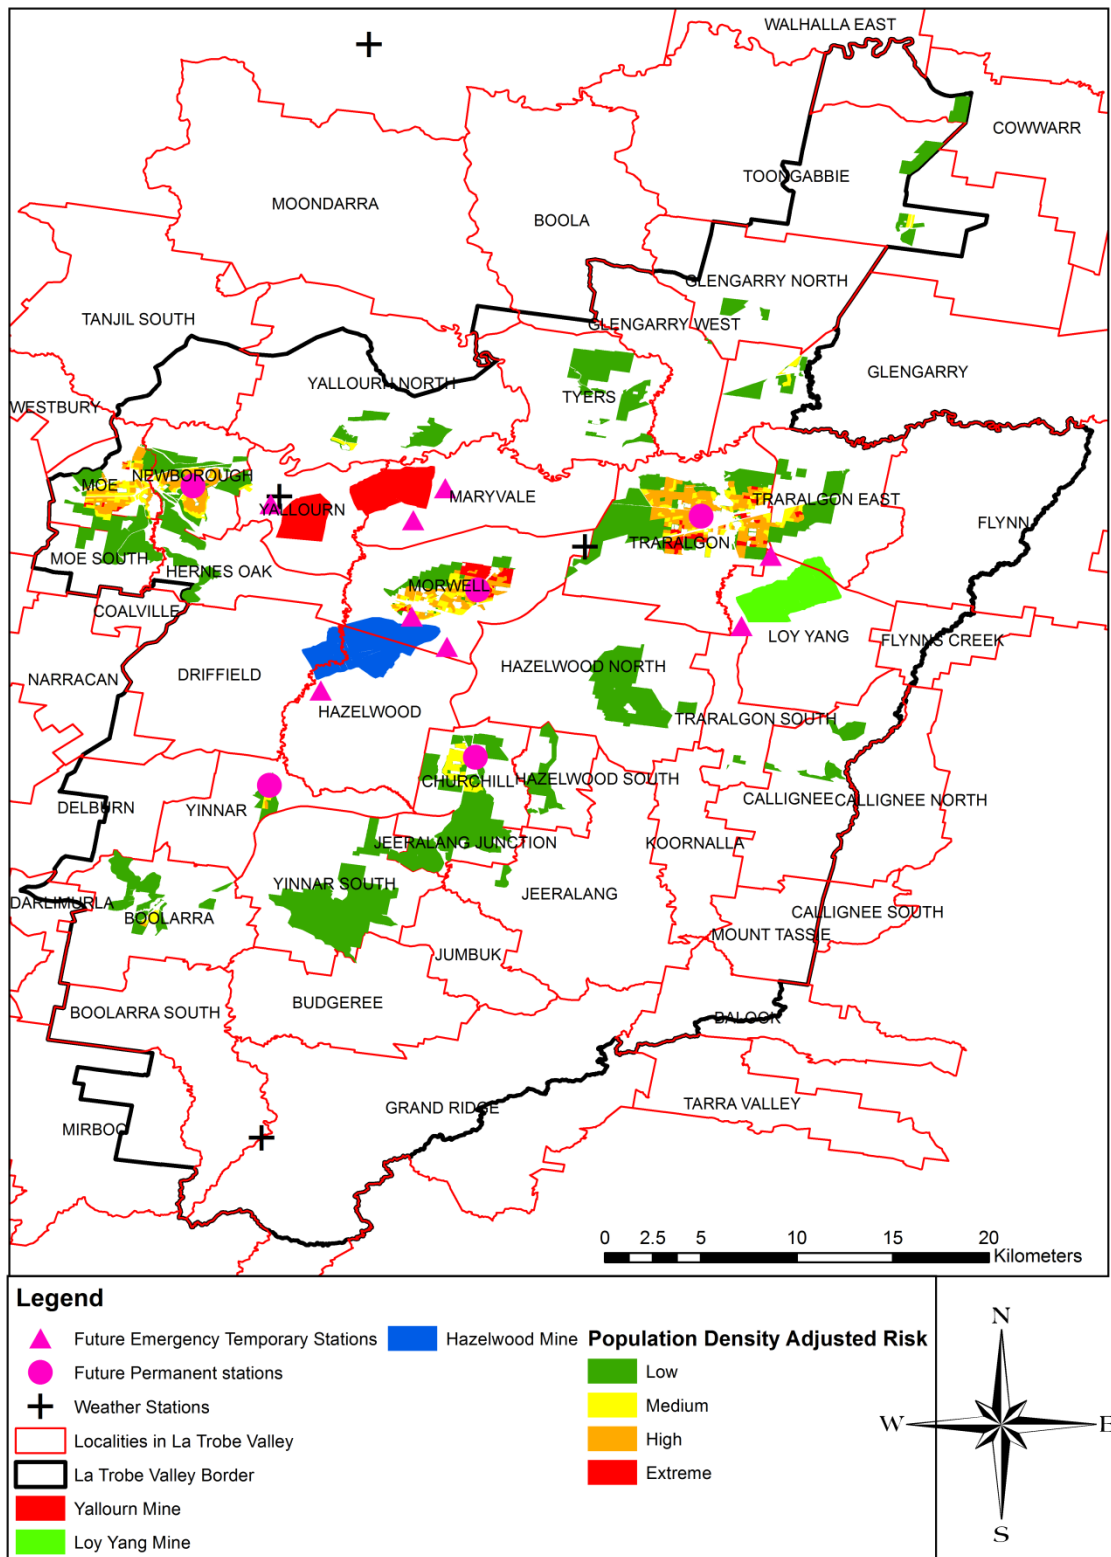 WALHALLA EAST
COWWARR
TOONGABBIE
MOONDARRA
BOOLA
GLENGARRY NORTH
TANJIL SOUTH
GLENGARRY WEST
GLENGARRY
YALLOURN NORTH
TYERS
WESTBURY
NEWBOROUGH
MOE
MARYVALE
TRARALGON EAST
YALLOURN
FLYNN
TRARALGON
MOE SOUTH
HERNES OAK
MORWELL
COALVILLE
LOY YANG
FLYNNS CREEK
HAZELWOOD NORTH
DRIFFIELD
NARRACAN
HAZELWOOD
TRARALGON SOUTH
CHURCHILL
HAZELWOOD SOUTH
CALLIGNEE
CALLIGNEE NORTH
DELBURN
YINNAR
JEERALANG JUNCTION
KOORNALLA
YINNAR SOUTH
JEERALANG
DARLIMURLA
BOOLARRA
CALLIGNEE SOUTH
MOUNT TASSIE
JUMBUK
BUDGEREE
BOOLARRA SOUTH
BALOOK
GRAND RIDGE
TARRA VALLEY
MIRBOO
0 2.5 5 10 15 20
Kilometers
Legend
Future Emergency Temporary Stations
Future Permanent stations
Weather Stations
Localities in La Trobe Valley
La Trobe Valley Border
Yallourn Mine
Loy Yang Mine
Hazelwood Mine
Population Density Adjusted Risk
Low
Medium
High
Extreme
N
W E
S